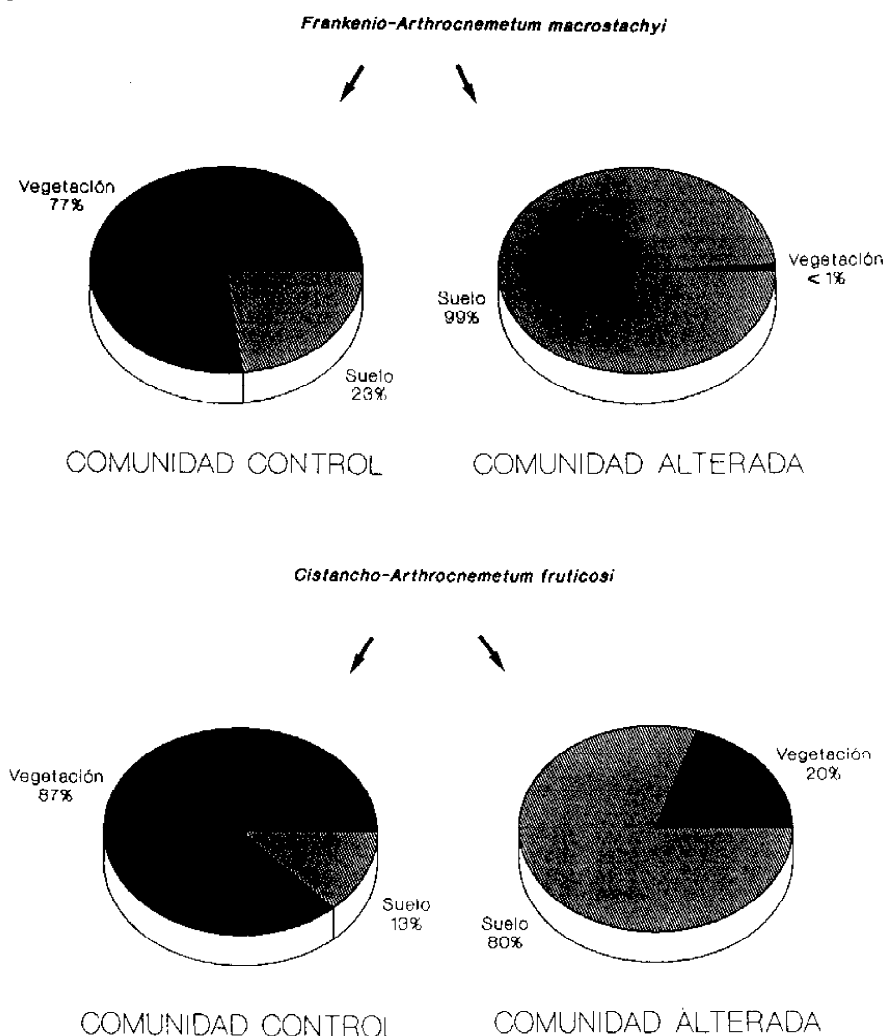 Frankenio-Arthrocnemetum macrostachyi
Vegetación
77%
Suelo
23%
Vegetación
< 1%
Suelo
99%
COMUNIDAD CONTROL
COMUNIDAD ALTERADA
Cistancho-Arthrocnemetum fruticosi
Vegetación
87%
Suelo
13%
Vegetación
20%
Suelo
80%
COMUNIDAD CONTROL
COMUNIDAD ALTERADA